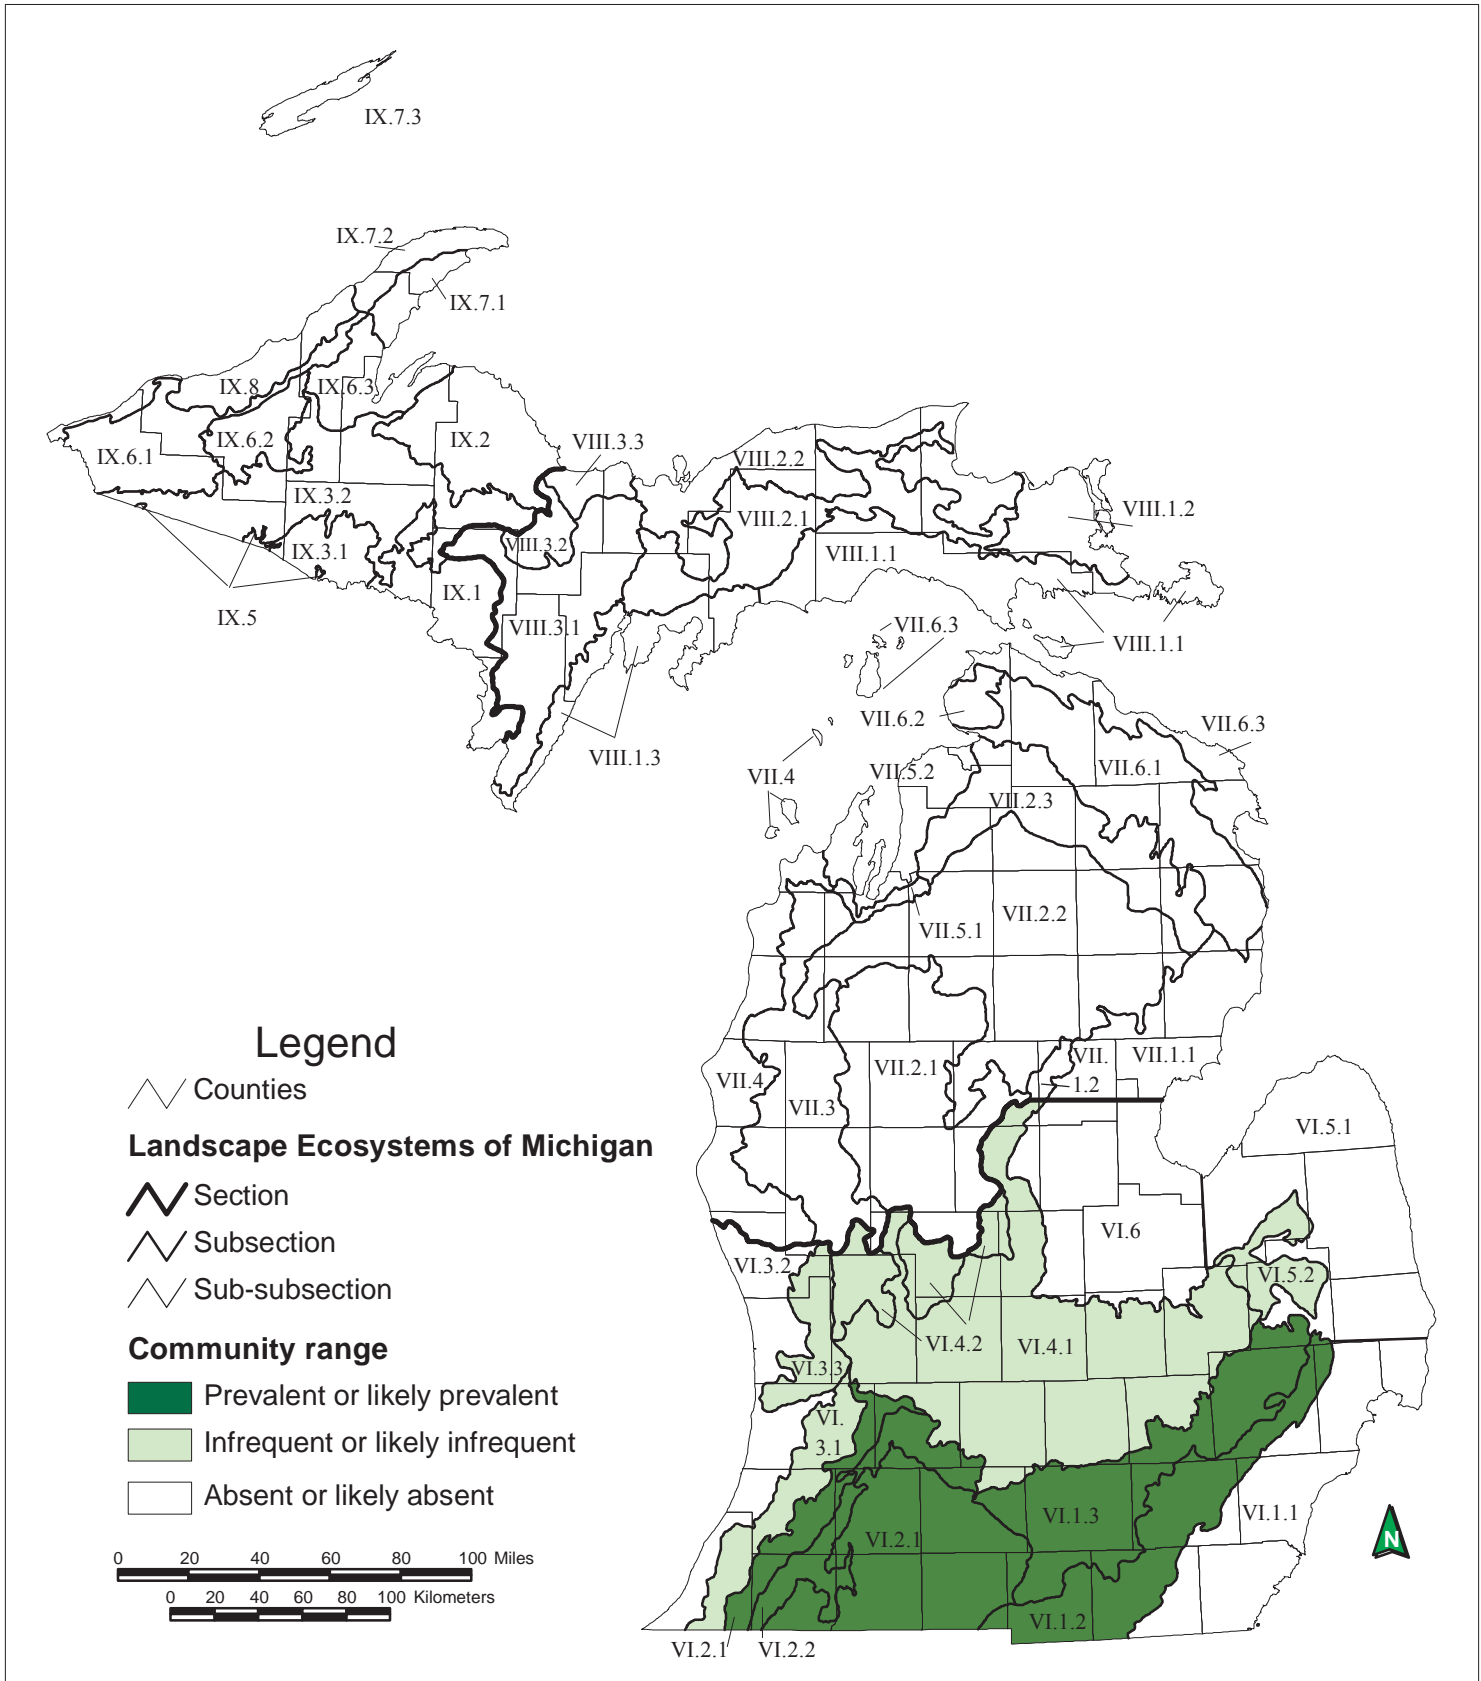 IX.7.3
IX.7.2
IX.7.1
IX.8
IX.6.3
IX.6.2
IX.2
IX.6.1
VIII.3.3
VIII.2.2
IX.3.2
VIII.2.1
VIII.1.2
IX.3.1
VIII.3.2
VIII.1.1
IX.1
IX.5
VIII.3.1
VII.6.3
VIII.1.1
VII.6.2
VII.6.3
VIII.1.3
VII.4
VII.5.2
VII.6.1
VII.2.3
VII.2.2
VII.5.1
Legend
Counties
Landscape Ecosystems of Michigan
Section
Subsection
Sub-subsection
Community range
Prevalent or likely prevalent
Infrequent or likely infrequent
Absent or likely absent
0 20 40 60 80 100 Miles
0 20 40 60 80 100 Kilometers
VII.4
VII.3
VII.2.1
VII.
1.2
VII.1.1
VI.5.1
VI.6
VI.3.2
VI.5.2
VI.4.2
VI.4.1
VI.3.3
VI.
3.1
VI.1.3
VI.1.1
VI.2.1
VI.1.2
VI.2.1
VI.2.2
N